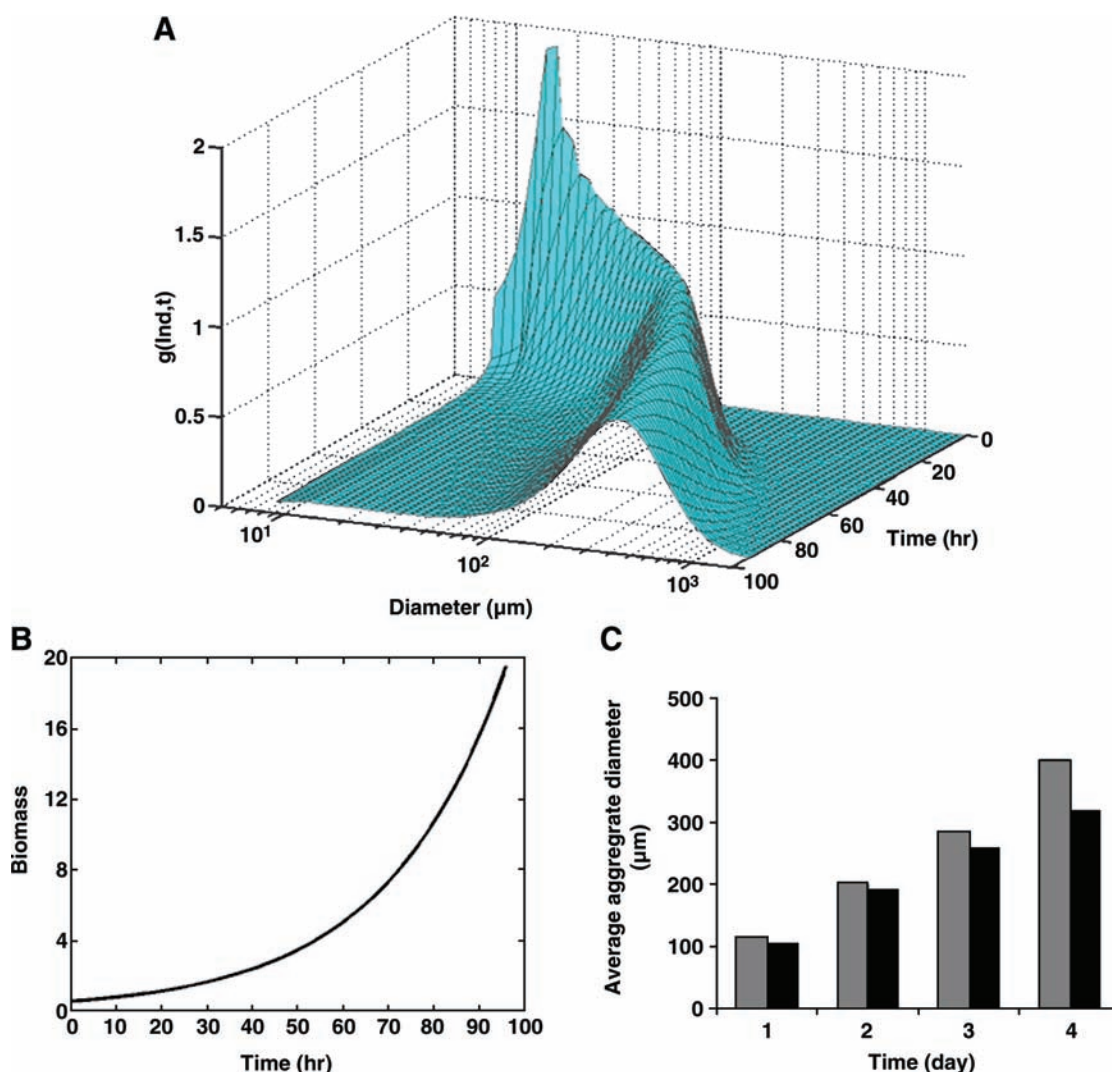 A
2
1.5
1
0.5
0
g(lnd,t)
10¹
10²
10³
Diameter (µm)
0
20
40
60
80
100
Time (hr)
B
20
16
12
8
4
0
Biomass
0 10 20 30 40 50 60 70 80 90 100
Time (hr)
C
500
400
300
200
100
0
Average aggregrate diameter
(µm)
1 2 3 4
Time (day)